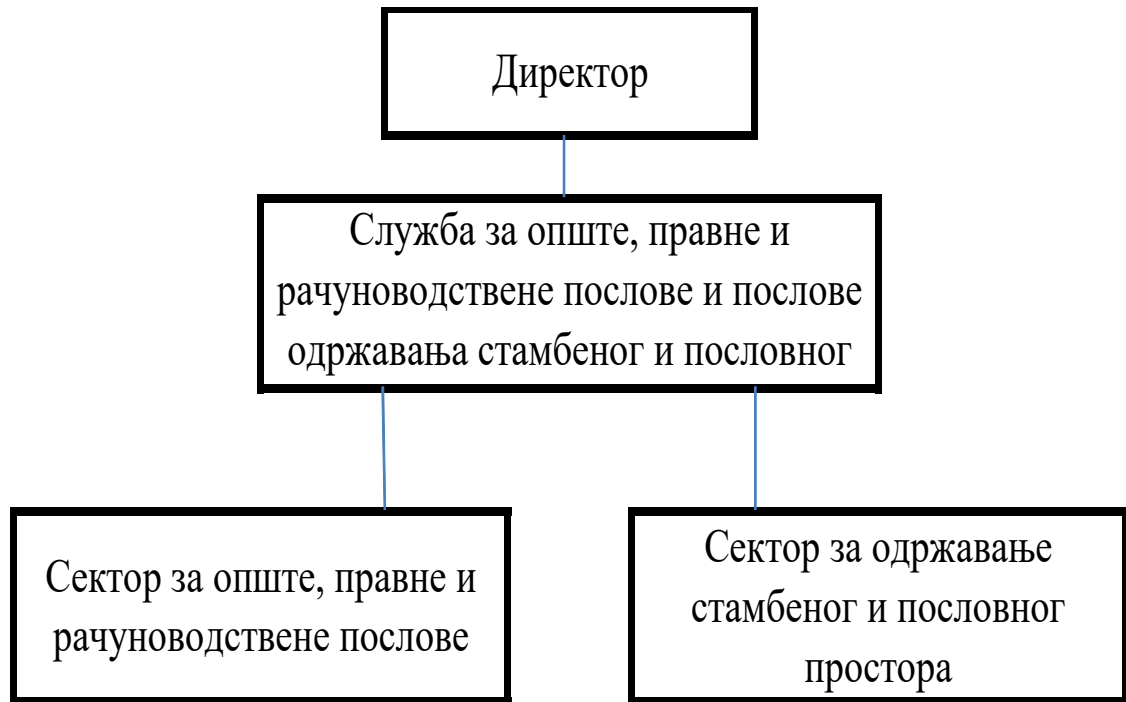 Директор
Служба за опште, правне и
рачуноводствене послове и послове
одржавања стамбеног и пословног
Сектор за опште, правне и
рачуноводствене послове
Сектор за одржавање
стамбеног и пословног
простора